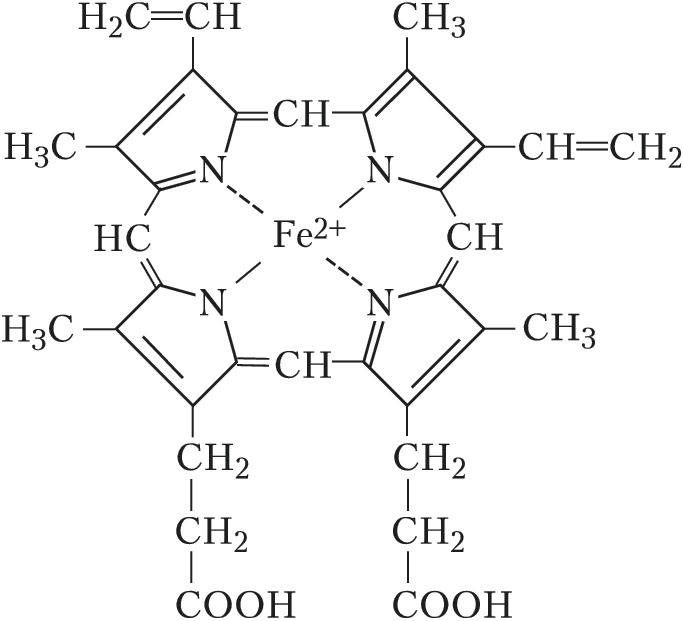 H₂C=CH CH₃
CH
H₃C N N CH=CH₂
HC Fe²⁺ CH
H₃C N N CH₃
CH
CH₂ CH₂
CH₂ CH₂
COOH COOH